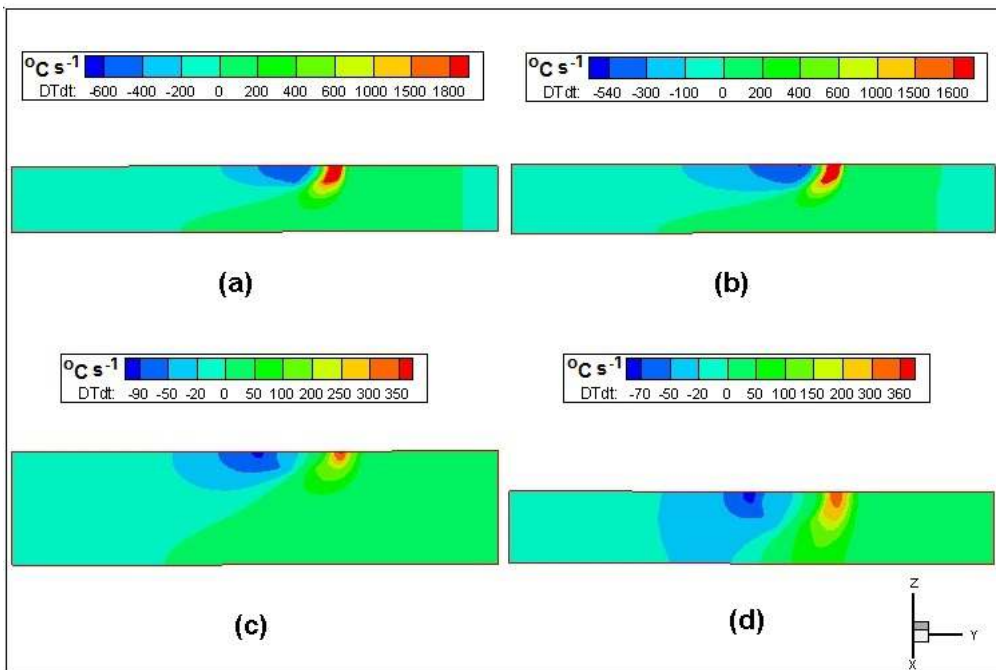 °C s⁻¹
DTdt: -600 -400 -200 0 200 400 600 1000 1500 1800
°C s⁻¹
DTdt: -540 -300 -100 0 200 400 600 1000 1500 1600
(a)
(b)
°C s⁻¹
DTdt: -90 -50 -20 0 50 100 200 250 300 350
°C s⁻¹
DTdt: -70 -50 -20 0 50 100 150 200 300 360
(c)
(d)
Z
Y
X